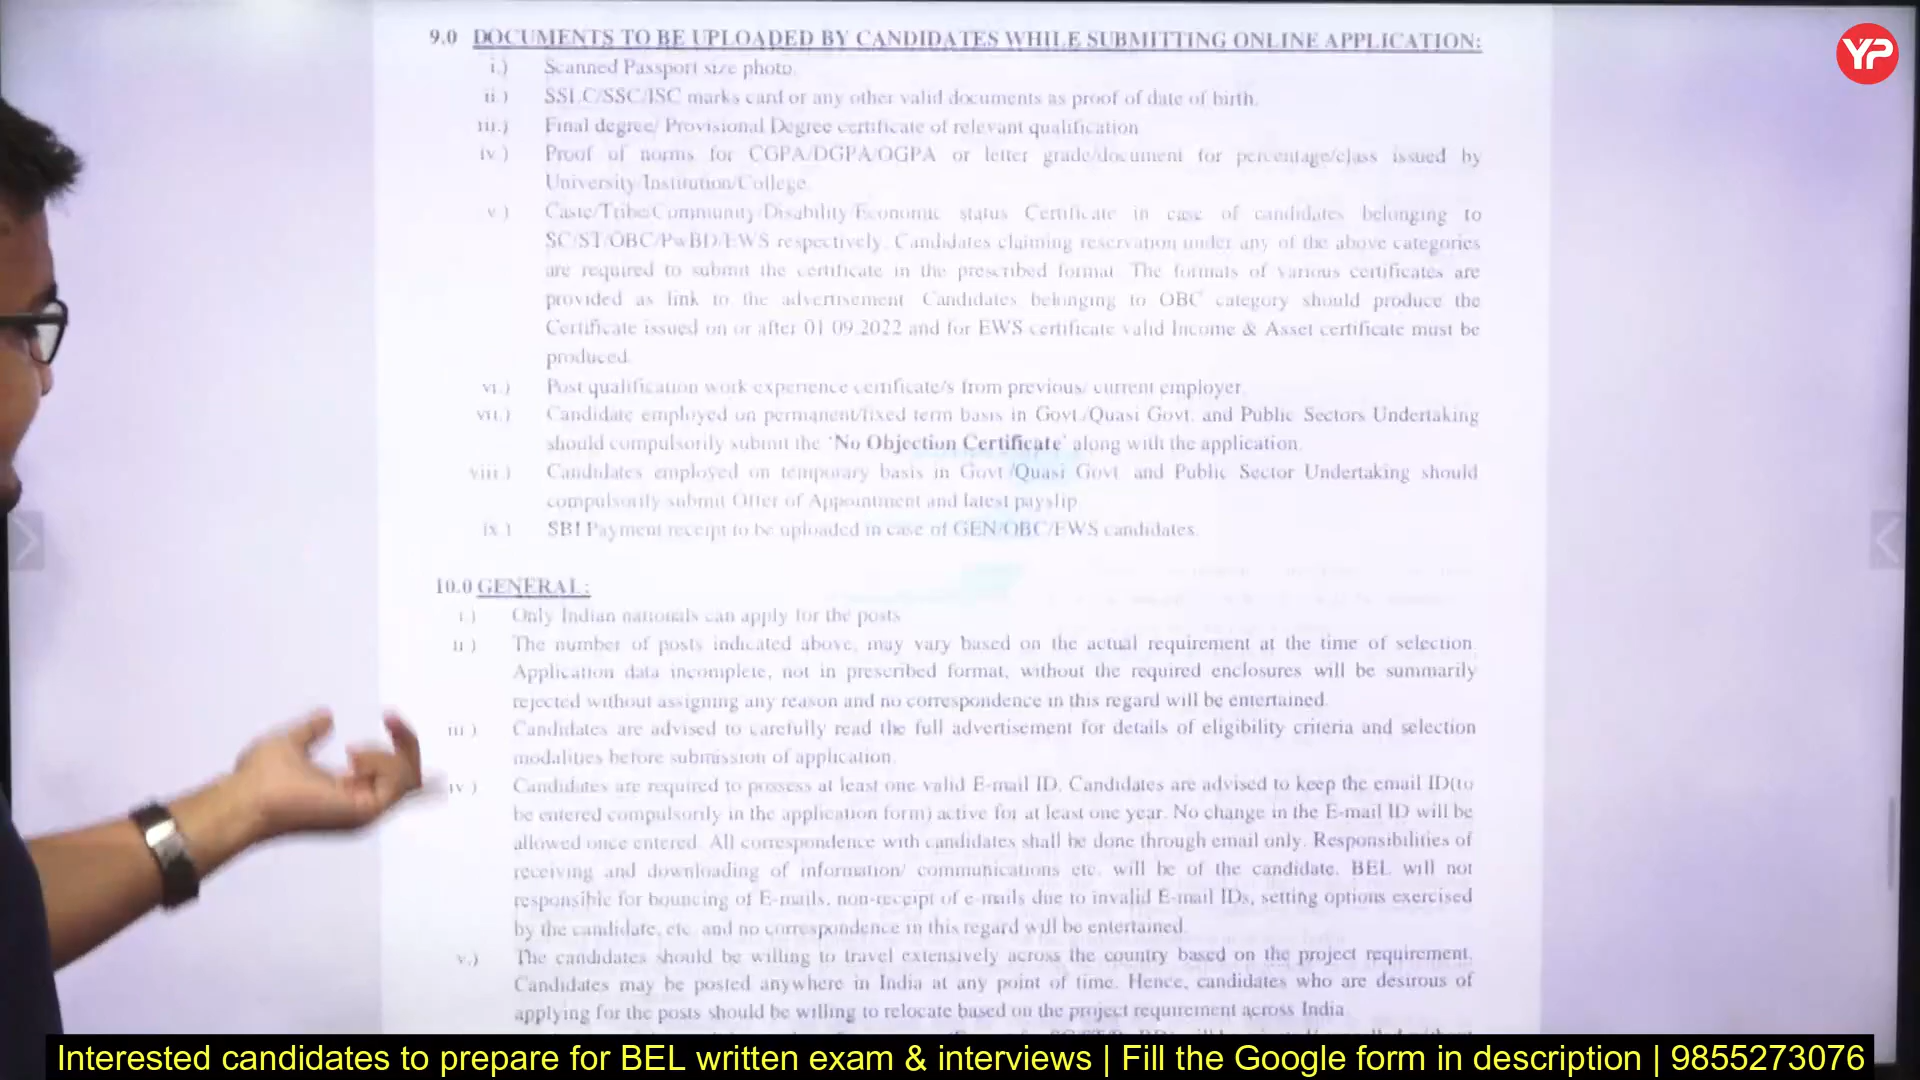 YP
9.0 DOCUMENTS TO BE UPLOADED BY CANDIDATES WHILE SUBMITTING ONLINE APPLICATION:
i.) Scanned Passport size photo.
ii.) SSLC/SSC/ISC marks card or any other valid documents as proof of date of birth.
iii.) Final degree/ Provisional Degree certificate of relevant qualification
iv.) Proof of norms for CGPA/DGPA/OGPA or letter grade/document for percentage/class issued by
University/Institution/College.
v.) Caste/Tribe/Community/Disability/Economic status Certificate in case of candidates belonging to
SC/ST/OBC/PwBD/EWS respectively. Candidates claiming reservation under any of the above categories
are required to submit the certificate in the prescribed format. The formats of various certificates are
provided as link to the advertisement. Candidates belonging to OBC category should produce the
Certificate issued on or after 01.09.2022 and for EWS certificate valid Income & Asset certificate must be
produced.
vi.) Post qualification work experience certificate/s from previous/ current employer.
vii.) Candidate employed on permanent/fixed term basis in Govt./Quasi Govt. and Public Sectors Undertaking
should compulsorily submit the 'No Objection Certificate' along with the application.
viii.) Candidates employed on temporary basis in Govt./Quasi Govt. and Public Sector Undertaking should
compulsorily submit Offer of Appointment and latest payslip.
ix.) SBI Payment receipt to be uploaded in case of GEN/OBC/EWS candidates.
10.0 GENERAL:
i.) Only Indian nationals can apply for the posts
ii.) The number of posts indicated above, may vary based on the actual requirement at the time of selection.
Application data incomplete, not in prescribed format, without the required enclosures will be summarily
rejected without assigning any reason and no correspondence in this regard will be entertained.
iii.) Candidates are advised to carefully read the full advertisement for details of eligibility criteria and selection
modalities before submission of application.
iv.) Candidates are required to possess at least one valid E-mail ID. Candidates are advised to keep the email ID(to
be entered compulsorily in the application form) active for at least one year. No change in the E-mail ID will be
allowed once entered. All correspondence with candidates shall be done through email only. Responsibilities of
receiving and downloading of information/ communications etc. will be of the candidate. BEL will not
responsible for bouncing of E-mails, non-receipt of e-mails due to invalid E-mail IDs, setting options exercised
by the candidate, etc. and no correspondence in this regard will be entertained.
v.) The candidates should be willing to travel extensively across the country based on the project requirement.
Candidates may be posted anywhere in India at any point of time. Hence, candidates who are desirous of
applying for the posts should be willing to relocate based on the project requirement across India.
Interested candidates to prepare for BEL written exam & interviews | Fill the Google form in description | 9855273076